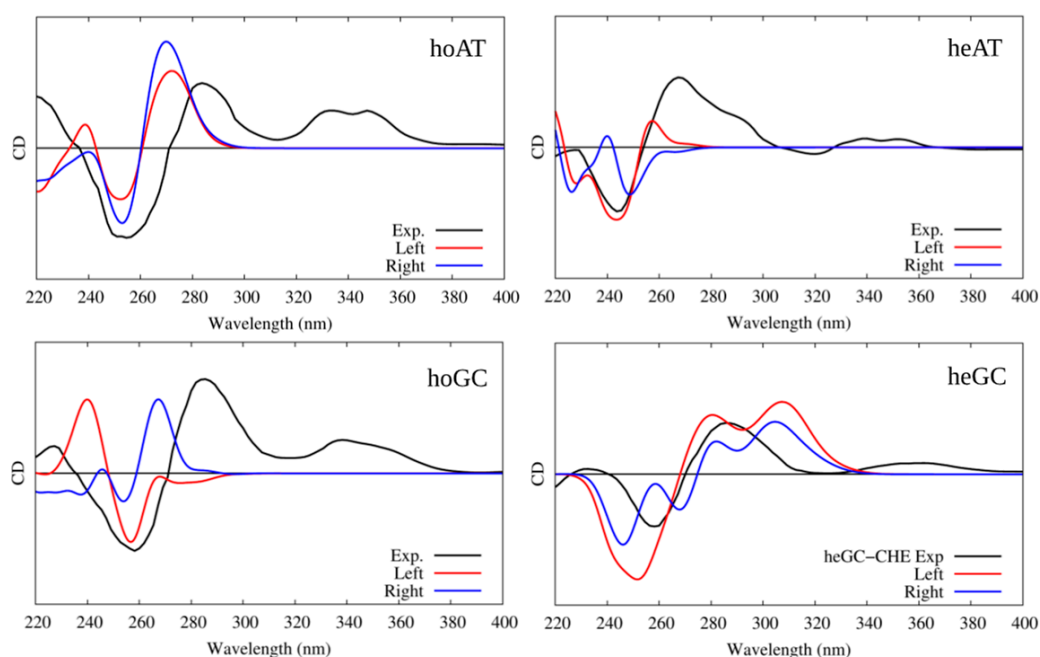 hoAT
CD
Exp.
Left
Right
220 240 260 280 300 320 340 360 380 400
Wavelength (nm)
heAT
CD
Exp.
Left
Right
220 240 260 280 300 320 340 360 380 400
Wavelength (nm)
hoGC
CD
Exp.
Left
Right
220 240 260 280 300 320 340 360 380 400
Wavelength (nm)
heGC
CD
heGC−CHE Exp
Left
Right
220 240 260 280 300 320 340 360 380 400
Wavelength (nm)